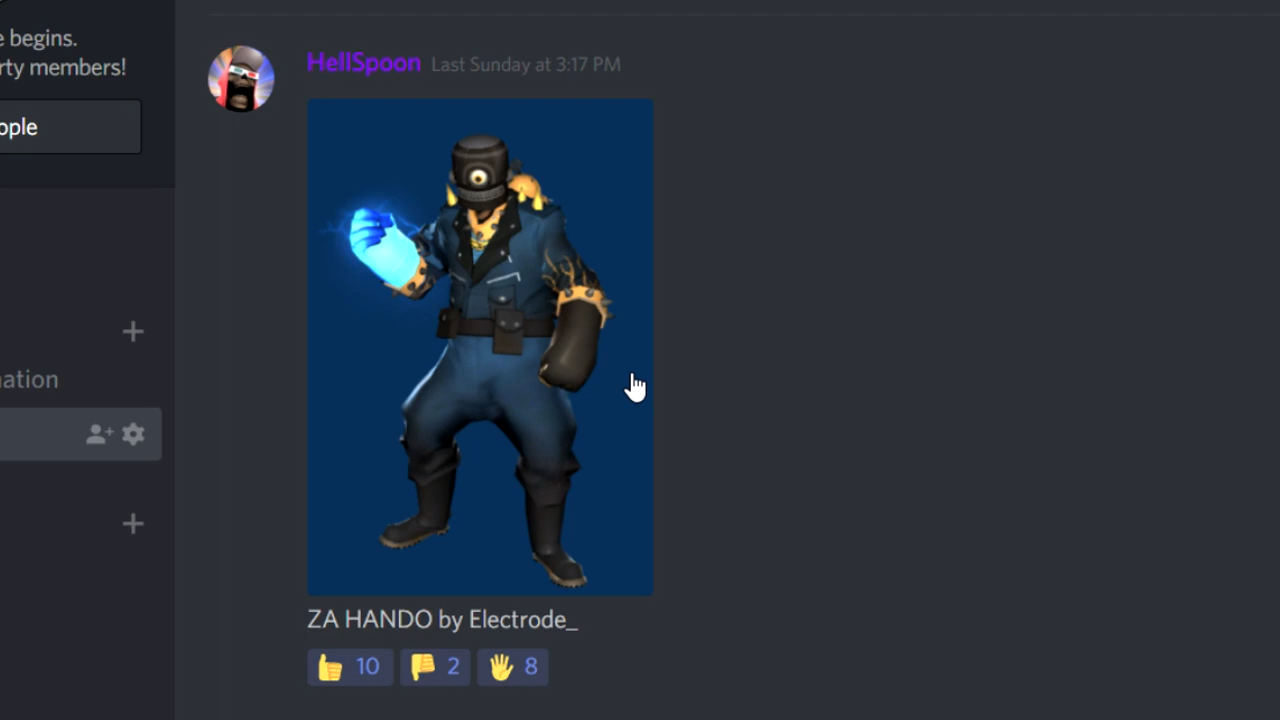 e begins.
rty members!
ople
HellSpoon Last Sunday at 3:17 PM
nation
ZA HANDO by Electrode_
10 2 8